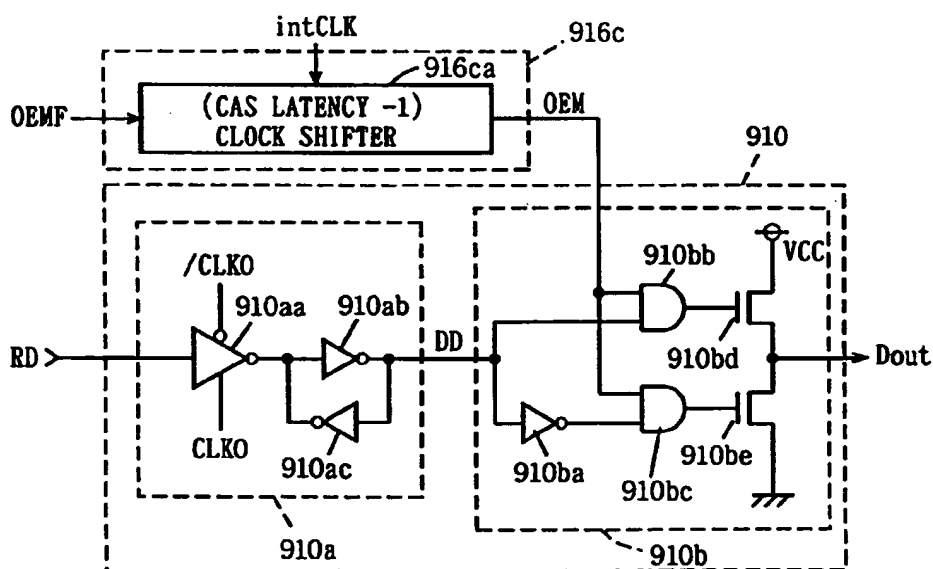 intCLK
916c
916ca
OEMF
(CAS LATENCY -1)
CLOCK SHIFTER
OEM
910
/CLKO
910aa
910ab
910bb
VCC
RD
DD
910bd
Dout
CLKO
910ac
910ba
910bc
910be
910a
910b